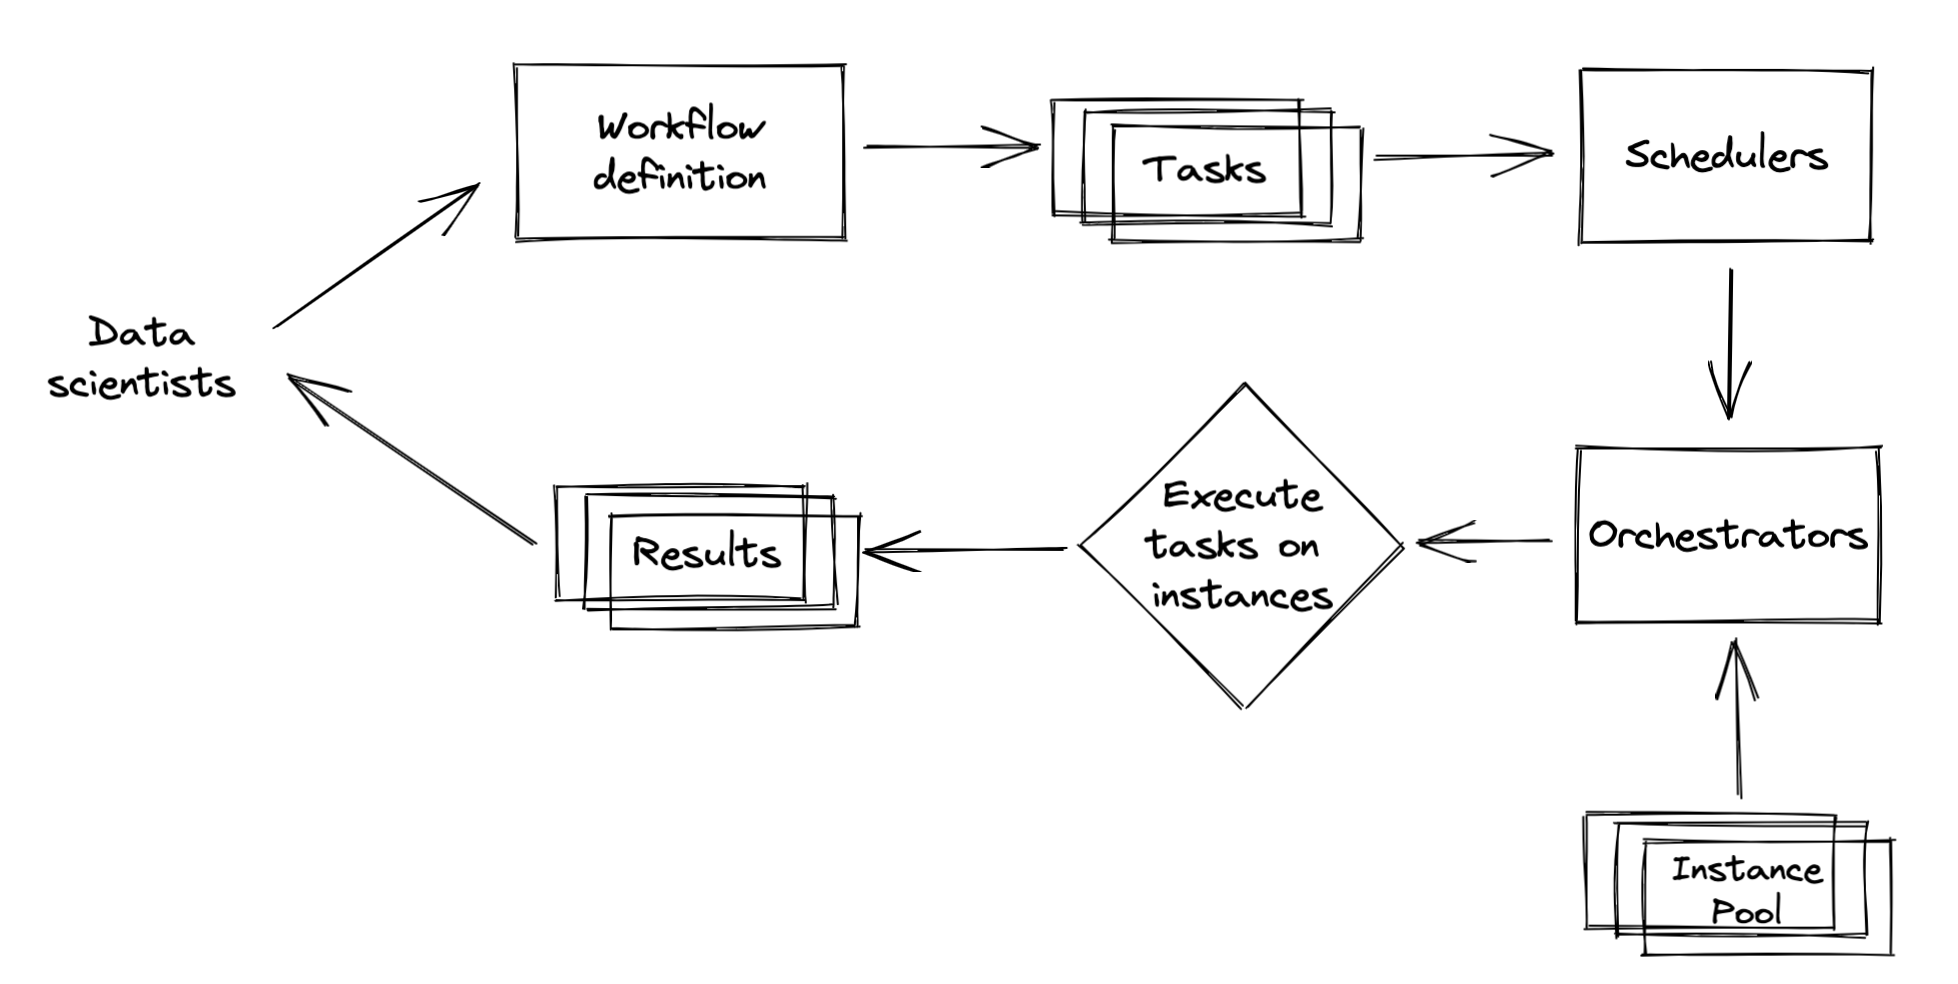 Workflow
definition
Tasks
Schedulers
Data
scientists
Results
Execute
tasks on
instances
Orchestrators
Instance
Pool